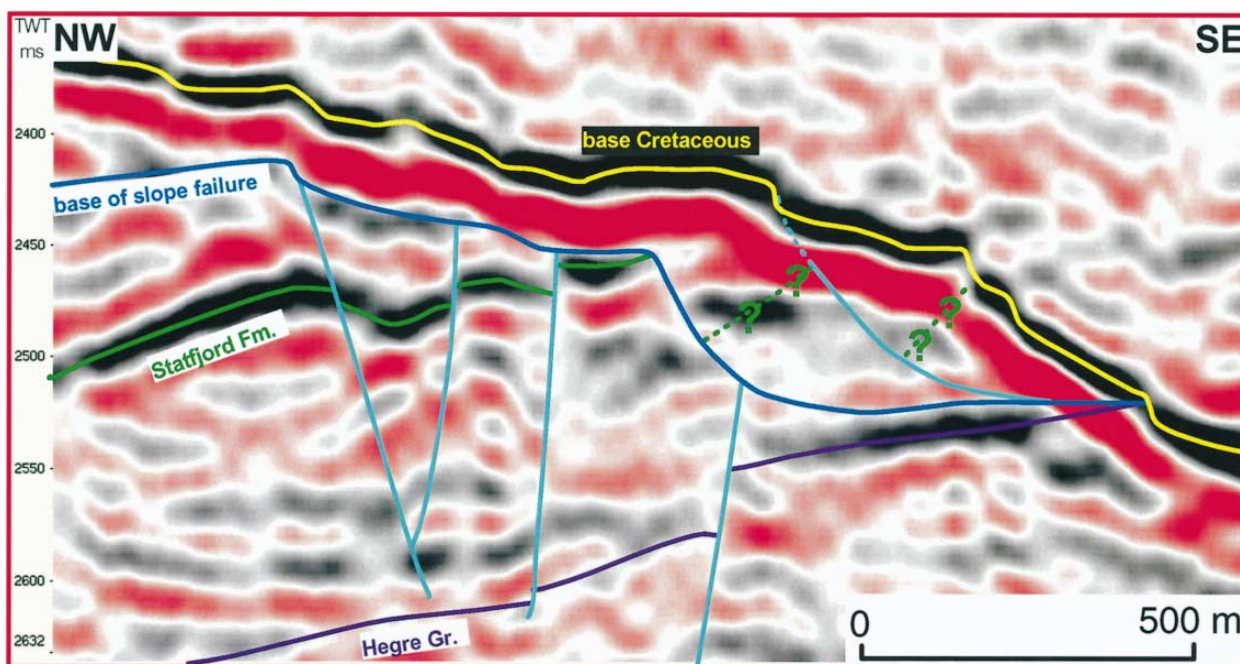 TWT
ms
NW
SE
2400
base Cretaceous
base of slope failure
2450
?
?
?
?
2500
Statfjord Fm.
2550
2600
2632
Hegre Gr.
0
500 m